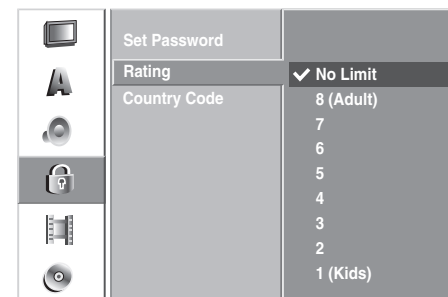 Set Password
Rating
Country Code
✓ No Limit
8 (Adult)
7
6
5
4
3
2
1 (Kids)